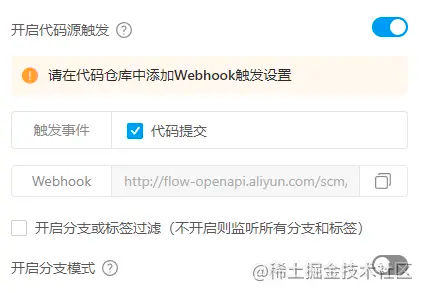 开启代码源触发 ?
! 请在代码仓库中添加Webhook触发设置
触发事件 代码提交
Webhook http://flow-openapi.aliyun.com/scm,
开启分支或标签过滤（不开启则监听所有分支和标签）
开启分支模式 ?
@稀土掘金技术社区